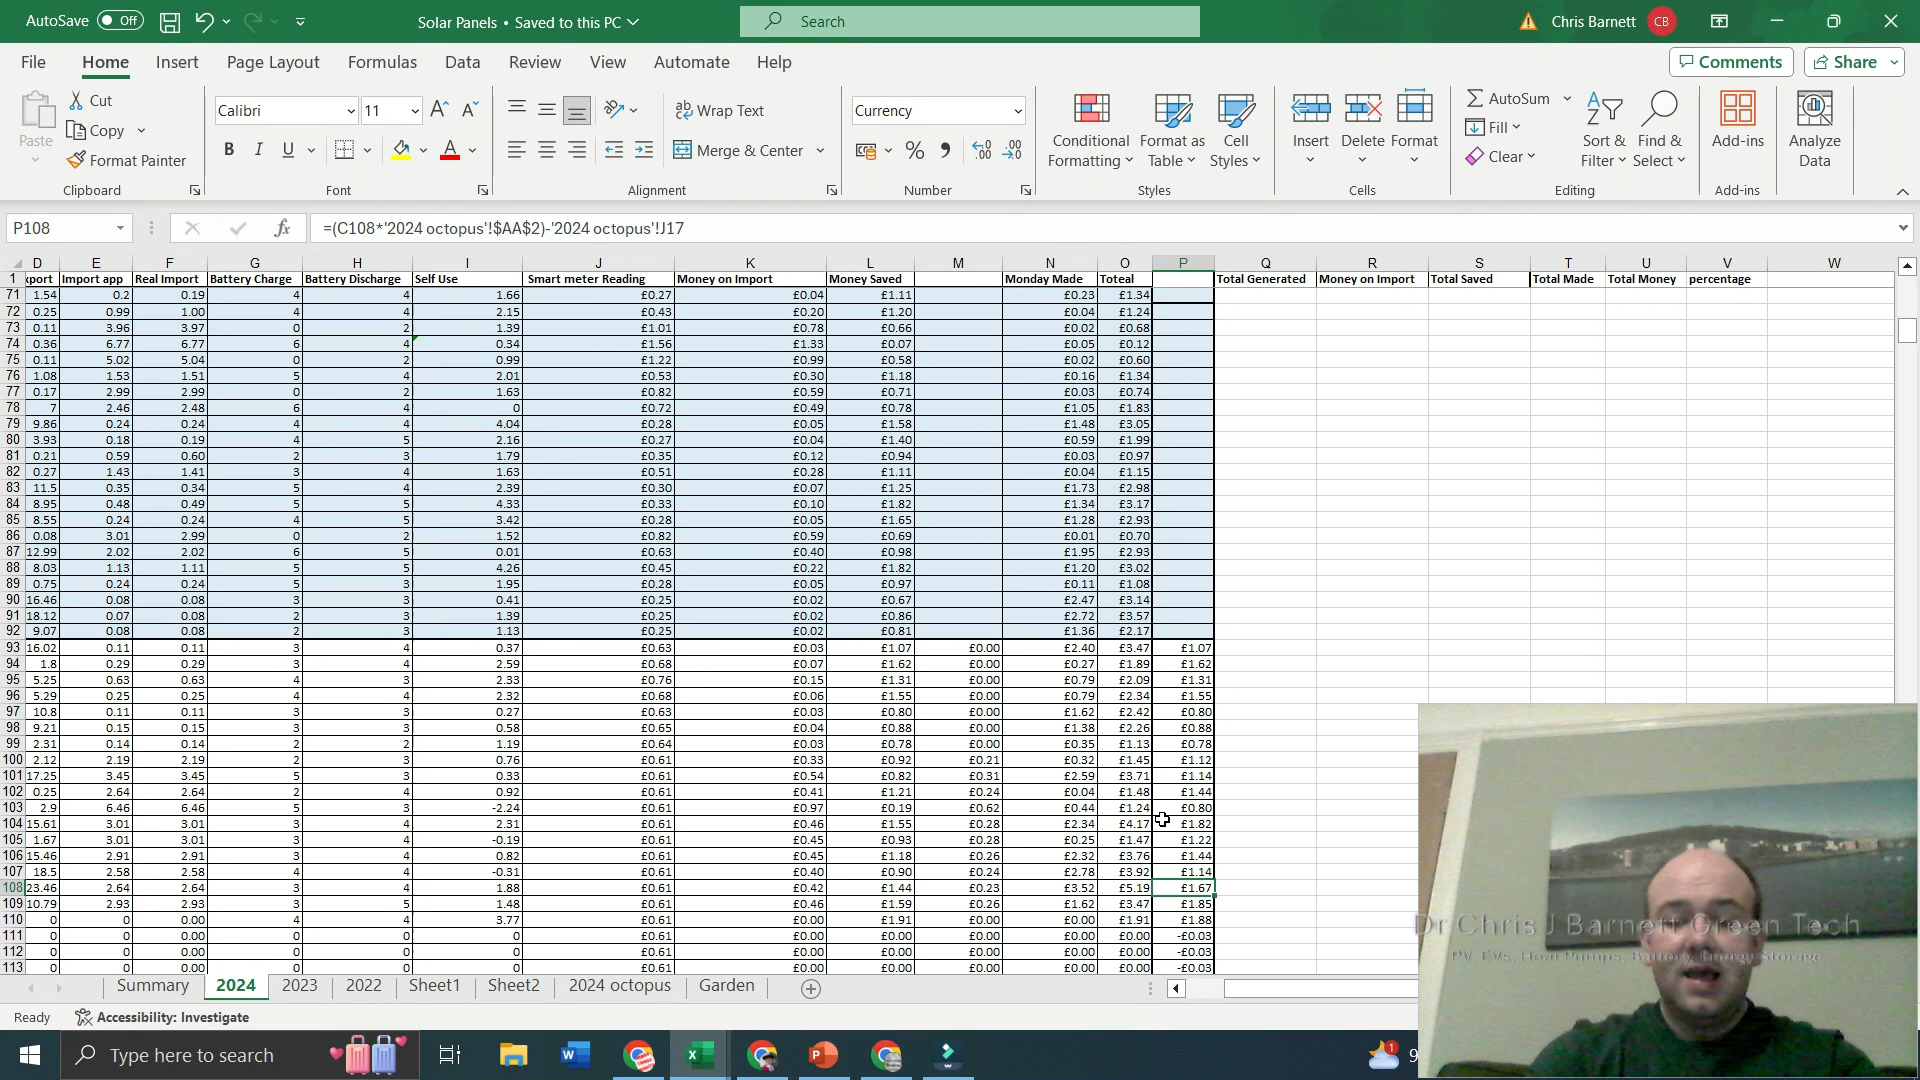 AutoSave Off Solar Panels • Saved to this PC Search Chris Barnett CB
File Home Insert Page Layout Formulas Data Review View Automate Help Comments Share
Paste Cut Copy Format Painter Clipboard
Calibri 11 B I U Font
Wrap Text Merge & Center Alignment
Currency % Number
Conditional Formatting Format as Table Cell Styles Styles
Insert Delete Format Cells
AutoSum Fill Clear Sort & Filter Find & Select Editing
Add-ins Add-ins Analyze Data
P108 fx =(C108*'2024 octopus'!$AA$2)-'2024 octopus'!J17
D E F G H I J K L M N O P Q R S T U V W
1 xport Import app Real Import Battery Charge Battery Discharge Self Use Smart meter Reading Money on Import Money Saved Monday Made Toteal Total Generated Money on Import Total Saved Total Made Total Money percentage
71 1.54 0.2 0.19 4 4 1.66 £0.27 £0.04 £1.11 £0.23 £1.34
72 0.25 0.99 1.00 4 4 2.15 £0.43 £0.20 £1.20 £0.04 £1.24
73 0.11 3.96 3.97 0 2 1.39 £1.01 £0.78 £0.66 £0.02 £0.68
74 0.36 6.77 6.77 6 4 0.34 £1.56 £1.33 £0.07 £0.05 £0.12
75 0.11 5.02 5.04 0 2 0.99 £1.22 £0.99 £0.58 £0.02 £0.60
76 1.08 1.53 1.51 5 4 2.01 £0.53 £0.30 £1.18 £0.16 £1.34
77 0.17 2.99 2.99 0 2 1.63 £0.82 £0.59 £0.71 £0.03 £0.74
78 7 2.46 2.48 6 4 0 £0.72 £0.49 £0.78 £1.05 £1.83
79 9.86 0.24 0.24 4 4 4.04 £0.28 £0.05 £1.58 £1.48 £3.05
80 3.93 0.18 0.19 4 5 2.16 £0.27 £0.04 £1.40 £0.59 £1.99
81 0.21 0.59 0.60 2 3 1.79 £0.35 £0.12 £0.94 £0.03 £0.97
82 0.27 1.43 1.41 3 4 1.63 £0.51 £0.28 £1.11 £0.04 £1.15
83 11.5 0.35 0.34 5 4 2.39 £0.30 £0.07 £1.25 £1.73 £2.98
84 8.95 0.48 0.49 5 5 4.33 £0.33 £0.10 £1.82 £1.34 £3.17
85 8.55 0.24 0.24 4 5 3.42 £0.28 £0.05 £1.65 £1.28 £2.93
86 0.08 3.01 2.99 0 2 1.52 £0.82 £0.59 £0.69 £0.01 £0.70
87 12.99 2.02 2.02 6 5 0.01 £0.63 £0.40 £0.98 £1.95 £2.93
88 8.03 1.13 1.11 5 5 4.26 £0.45 £0.22 £1.82 £1.20 £3.02
89 0.75 0.24 0.24 5 3 1.95 £0.28 £0.05 £0.97 £0.11 £1.08
90 16.46 0.08 0.08 3 3 0.41 £0.25 £0.02 £0.67 £2.47 £3.14
91 18.12 0.07 0.08 2 3 1.39 £0.25 £0.02 £0.86 £2.72 £3.57
92 9.07 0.08 0.08 2 3 1.13 £0.25 £0.02 £0.81 £1.36 £2.17
93 16.02 0.11 0.11 3 4 0.37 £0.63 £0.03 £1.07 £0.00 £2.40 £3.47 £1.07
94 1.8 0.29 0.29 3 4 2.59 £0.68 £0.07 £1.62 £0.00 £0.27 £1.89 £1.62
95 5.25 0.63 0.63 4 3 2.33 £0.76 £0.15 £1.31 £0.00 £0.79 £2.09 £1.31
96 5.29 0.25 0.25 4 4 2.32 £0.68 £0.06 £1.55 £0.00 £0.79 £2.34 £1.55
97 10.8 0.11 0.11 3 3 0.27 £0.63 £0.03 £0.80 £0.00 £1.62 £2.42 £0.80
98 9.21 0.15 0.15 3 3 0.58 £0.65 £0.04 £0.88 £0.00 £1.38 £2.26 £0.88
99 2.31 0.14 0.14 2 2 1.19 £0.64 £0.03 £0.78 £0.00 £0.35 £1.13 £0.78
100 2.12 2.19 2.19 2 3 0.76 £0.61 £0.33 £0.92 £0.21 £0.32 £1.45 £1.12
101 17.25 3.45 3.45 5 3 0.33 £0.61 £0.54 £0.82 £0.31 £2.59 £3.71 £1.14
102 0.25 2.64 2.64 2 4 0.92 £0.61 £0.41 £1.21 £0.24 £0.04 £1.48 £1.44
103 2.9 6.46 6.46 5 3 -2.24 £0.61 £0.97 £0.19 £0.62 £0.44 £1.24 £0.80
104 15.61 3.01 3.01 3 4 2.31 £0.61 £0.46 £1.55 £0.28 £2.34 £4.17 £1.82
105 1.67 3.01 3.01 3 4 -0.19 £0.61 £0.45 £0.93 £0.28 £0.25 £1.47 £1.22
106 15.46 2.91 2.91 3 4 0.82 £0.61 £0.45 £1.18 £0.26 £2.32 £3.76 £1.44
107 18.5 2.58 2.58 4 4 -0.31 £0.61 £0.40 £0.90 £0.24 £2.78 £3.92 £1.14
108 23.46 2.64 2.64 3 4 1.88 £0.61 £0.42 £1.44 £0.23 £3.52 £5.19 £1.67
109 10.79 2.93 2.93 3 5 1.48 £0.61 £0.46 £1.59 £0.26 £1.62 £3.47 £1.85
110 0 0 0.00 4 4 3.77 £0.61 £0.00 £1.91 £0.00 £0.00 £1.91 £1.88
111 0 0 0.00 0 0 0 £0.61 £0.00 £0.00 £0.00 £0.00 £0.00 -£0.03
112 0 0 0.00 0 0 0 £0.61 £0.00 £0.00 £0.00 £0.00 £0.00 -£0.03
113 0 0 0.00 0 0 0 £0.61 £0.00 £0.00 £0.00 £0.00 £0.00 -£0.03
Dr Chris J Barnett Green Tech
PV, EVs, Heat Pumps, Battery, Energy Storage
Summary 2024 2023 2022 Sheet1 Sheet2 2024 octopus Garden
Ready Accessibility: Investigate
Type here to search 1 9